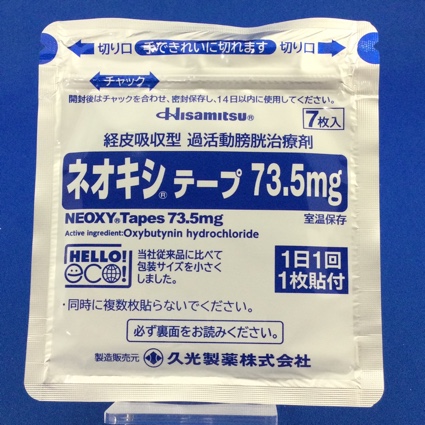 切り口 手できれいに切れます 切り口
チャック
開封後はチャックを合わせ、密封保存し、14日以内に使用してください。
HISAMITSU® 7枚入
経皮吸収型 過活動膀胱治療剤
ネオキシ®テープ 73.5mg
NEOXY®Tapes 73.5mg 室温保存
Active ingredient:Oxybutynin hydrochloride
HELLO!
eco!
当社従来品に比べて
包装サイズを小さく
しました。
1日1回
1枚貼付
・同時に複数枚貼らないでください。
必ず裏面をお読みください。
製造販売元 久光製薬株式会社